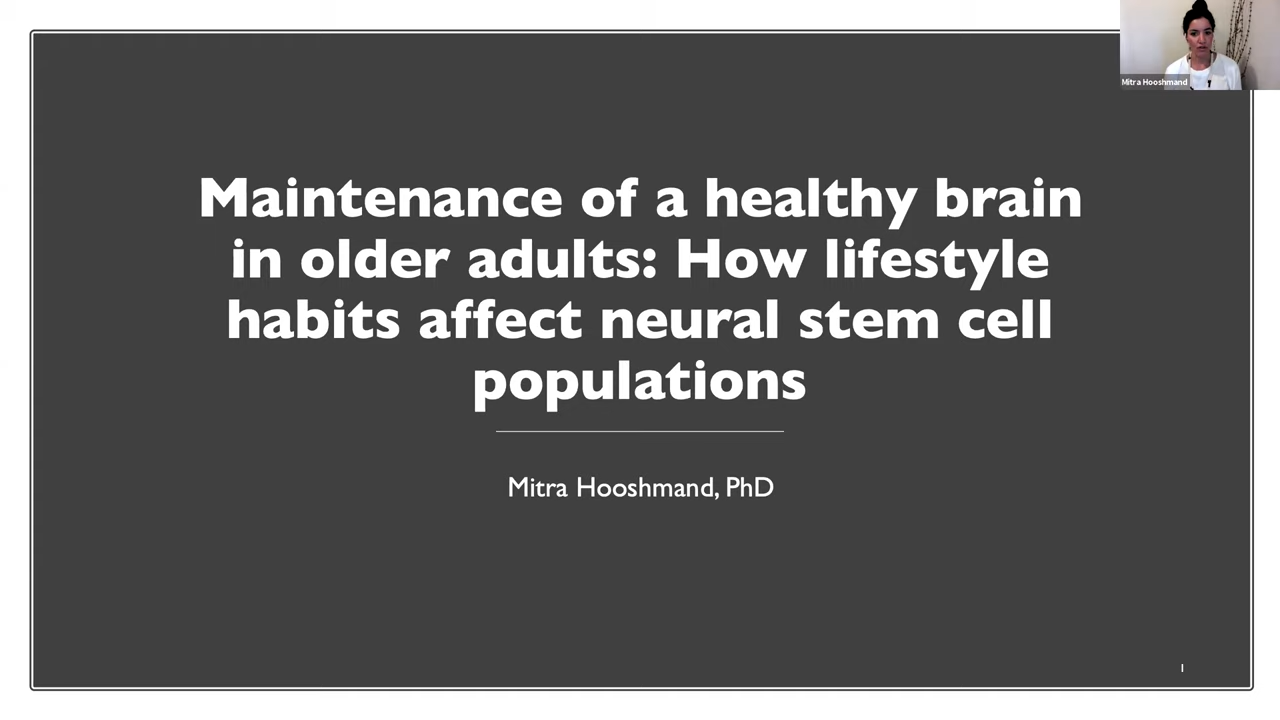 Mitra Hooshmand
Maintenance of a healthy brain
in older adults: How lifestyle
habits affect neural stem cell
populations
Mitra Hooshmand, PhD
1